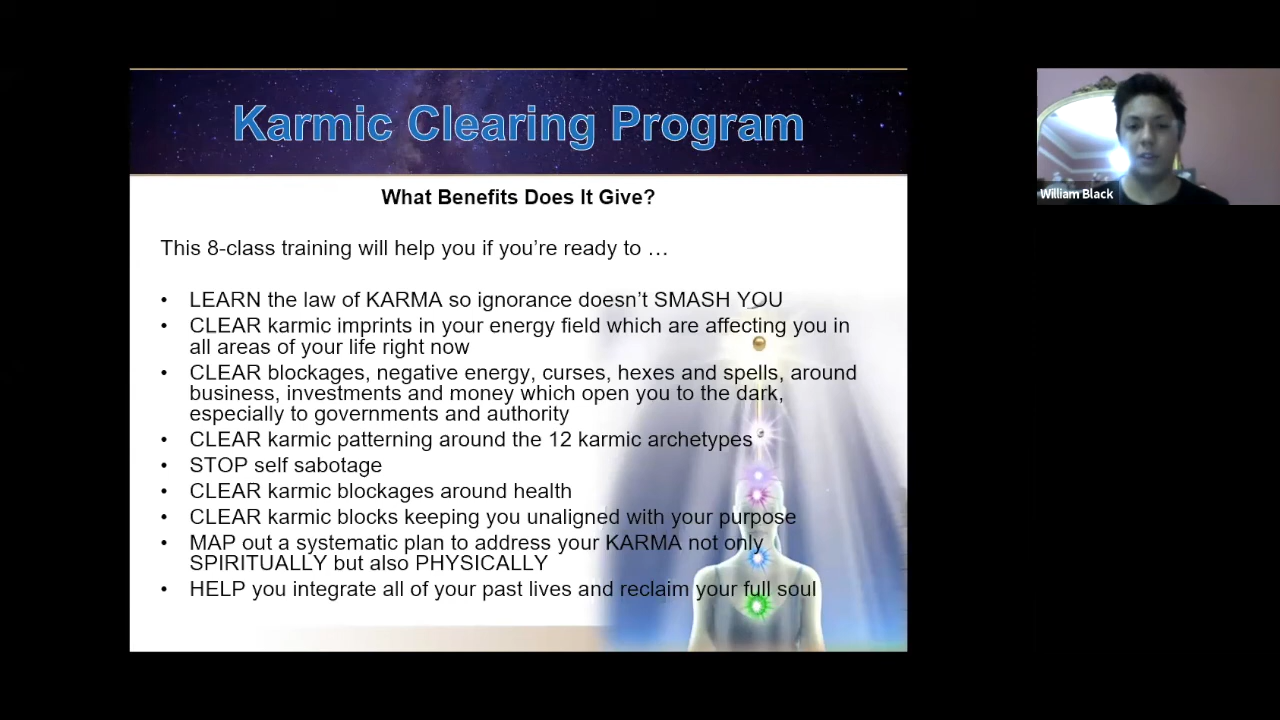 Karmic Clearing Program
What Benefits Does It Give?
This 8-class training will help you if you’re ready to …
• LEARN the law of KARMA so ignorance doesn’t SMASH YOU
• CLEAR karmic imprints in your energy field which are affecting you in
all areas of your life right now
• CLEAR blockages, negative energy, curses, hexes and spells, around
business, investments and money which open you to the dark,
especially to governments and authority
• CLEAR karmic patterning around the 12 karmic archetypes
• STOP self sabotage
• CLEAR karmic blockages around health
• CLEAR karmic blocks keeping you unaligned with your purpose
• MAP out a systematic plan to address your KARMA not only
SPIRITUALLY but also PHYSICALLY
• HELP you integrate all of your past lives and reclaim your full soul
William Black